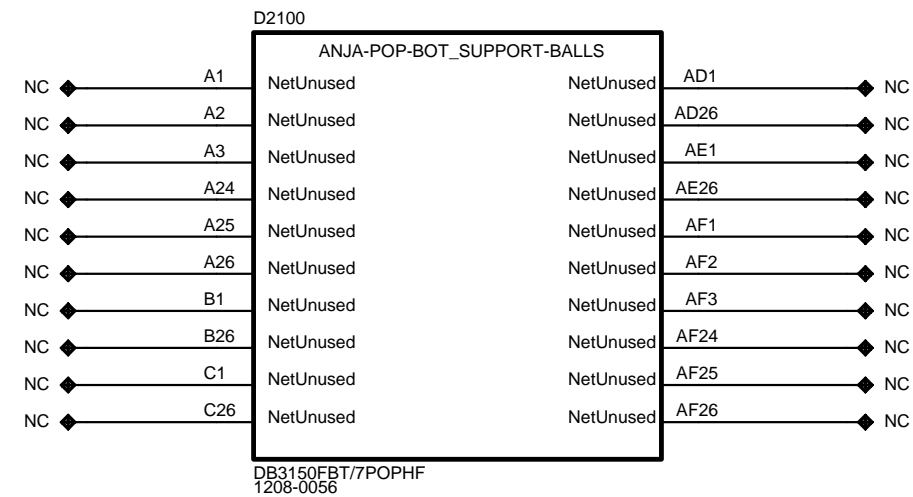 D2100
ANJA-POP-BOT_SUPPORT-BALLS
NC A1 NetUnused NetUnused AD1 NC
NC A2 NetUnused NetUnused AD26 NC
NC A3 NetUnused NetUnused AE1 NC
NC A24 NetUnused NetUnused AE26 NC
NC A25 NetUnused NetUnused AF1 NC
NC A26 NetUnused NetUnused AF2 NC
NC B1 NetUnused NetUnused AF3 NC
NC B26 NetUnused NetUnused AF24 NC
NC C1 NetUnused NetUnused AF25 NC
NC C26 NetUnused NetUnused AF26 NC
DB3150FBT/7POPHF
1208-0056